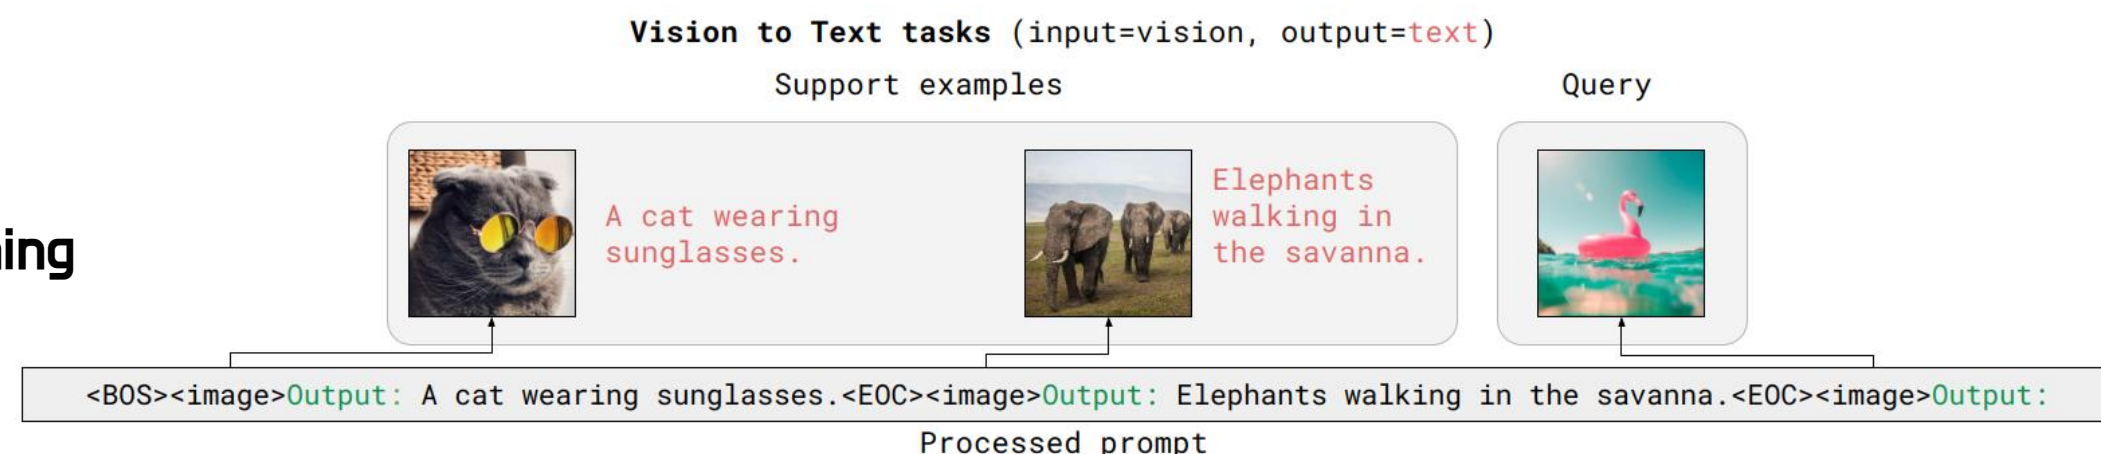 Vision to Text tasks (input=vision, output=text)
Support examples
Query
A cat wearing
sunglasses.
Elephants
walking in
the savanna.
ing
<BOS><image>Output: A cat wearing sunglasses.<EOC><image>Output: Elephants walking in the savanna.<EOC><image>Output:
Processed prompt